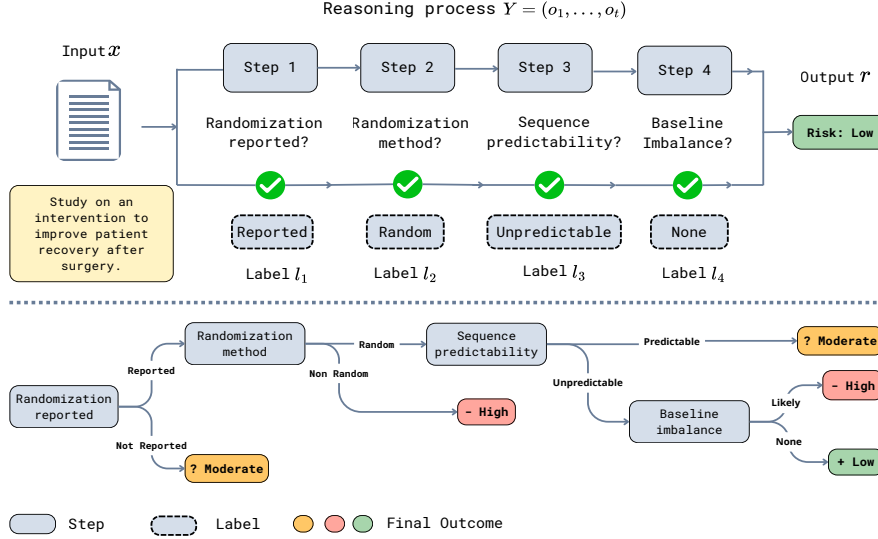 Reasoning process Y = (o₁, . . . , oₜ)
Input x
Step 1
Step 2
Step 3
Step 4
Output r
Randomization
reported?
Randomization
method?
Sequence
predictability?
Baseline
Imbalance?
Risk: Low
Study on an
intervention to
improve patient
recovery after
surgery.
Reported
Random
Unpredictable
None
Label l₁
Label l₂
Label l₃
Label l₄
Randomization
reported
Reported
Not Reported
? Moderate
Randomization
method
Random
Non Random
- High
Sequence
predictability
Predictable
? Moderate
Unpredictable
Baseline
imbalance
Likely
- High
None
+ Low
Step
Label
Final Outcome